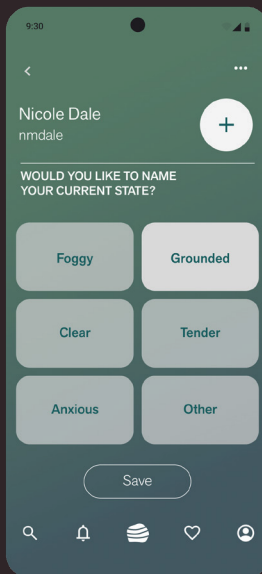 9:30
Nicole Dale
nmdale
WOULD YOU LIKE TO NAME
YOUR CURRENT STATE?
Foggy
Grounded
Clear
Tender
Anxious
Other
Save